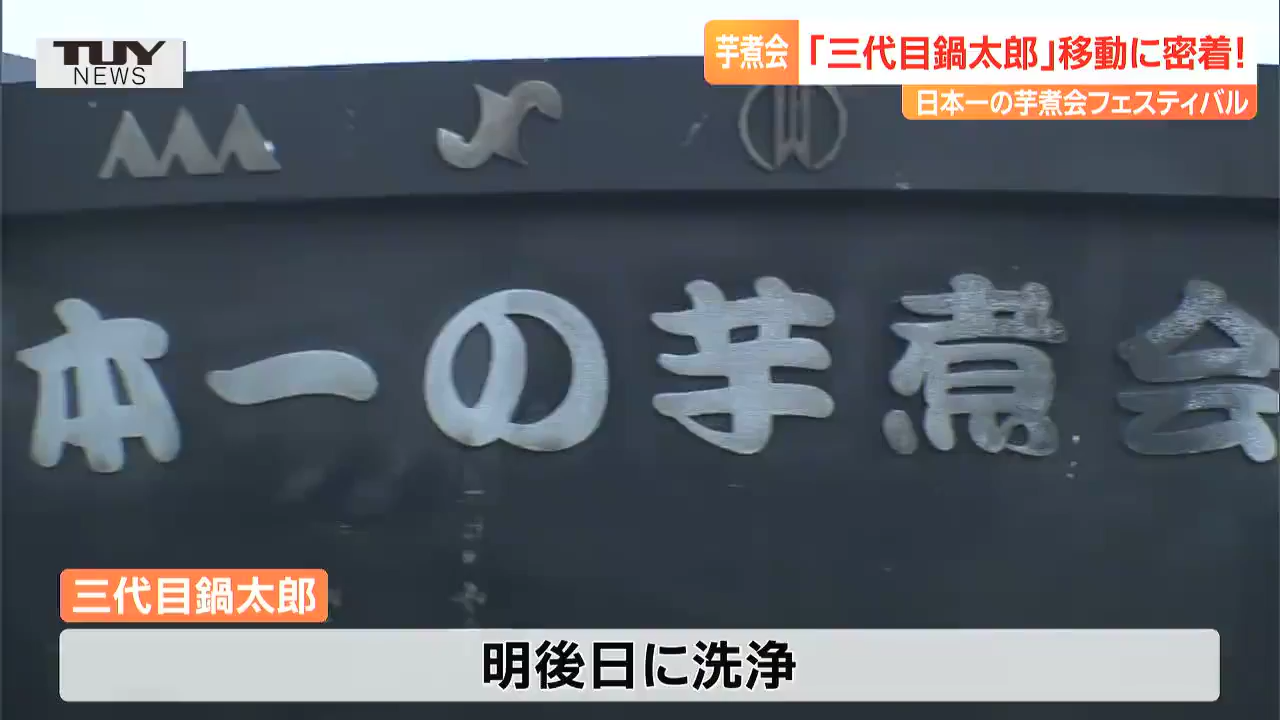 TUY
NEWS
芋煮会
「三代目鍋太郎」移動に密着!
日本一の芋煮会フェスティバル
本一の芋煮会
三代目鍋太郎
明後日に洗浄